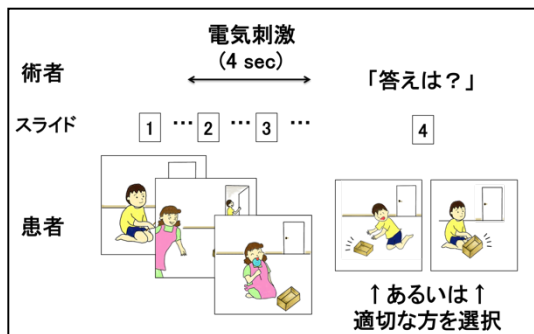 電気刺激
(4 sec)
術者
「答えは？」
スライド
1 … 2 … 3 … 4
患者
↑あるいは↑
適切な方を選択